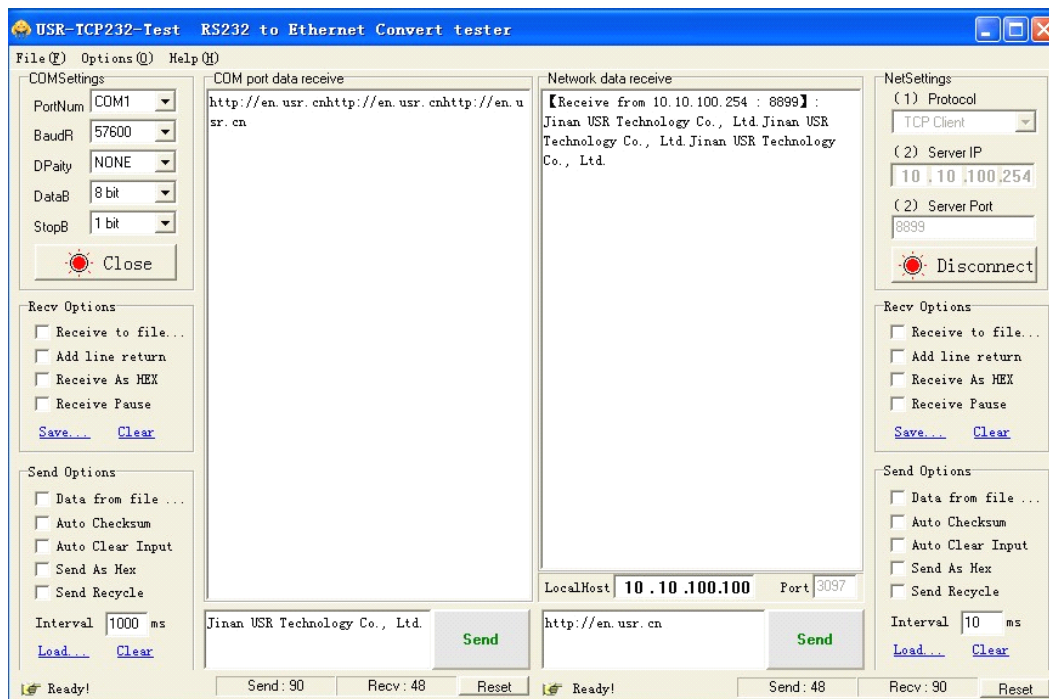 USR-TCP232-Test RS232 to Ethernet Convert tester
File(F) Options(O) Help(H)
COMSettings
PortNum COM1
BaudR 57600
DPaity NONE
DataB 8 bit
StopB 1 bit
Close
Recv Options
Receive to file...
Add line return
Receive As HEX
Receive Pause
Save... Clear
Send Options
Data from file ...
Auto Checksum
Auto Clear Input
Send As Hex
Send Recycle
Interval 1000 ms
Load... Clear
COM port data receive
http://en.usr.cnhttp://en.usr.cnhttp://en.u
sr.cn
Jinan USR Technology Co., Ltd.
Send
Ready!
Send : 90 Recv : 48 Reset
Network data receive
【Receive from 10.10.100.254 : 8899】:
Jinan USR Technology Co., Ltd.Jinan USR
Technology Co., Ltd.Jinan USR Technology
Co., Ltd.
LocalHost 10 .10 .100.100 Port 3097
http://en.usr.cn
Send
Ready!
Send : 48 Recv : 90 Reset
NetSettings
(1) Protocol
TCP Client
(2) Server IP
10 .10 .100.254
(2) Server Port
8899
Disconnect
Recv Options
Receive to file...
Add line return
Receive As HEX
Receive Pause
Save... Clear
Send Options
Data from file ...
Auto Checksum
Auto Clear Input
Send As Hex
Send Recycle
Interval 10 ms
Load... Clear